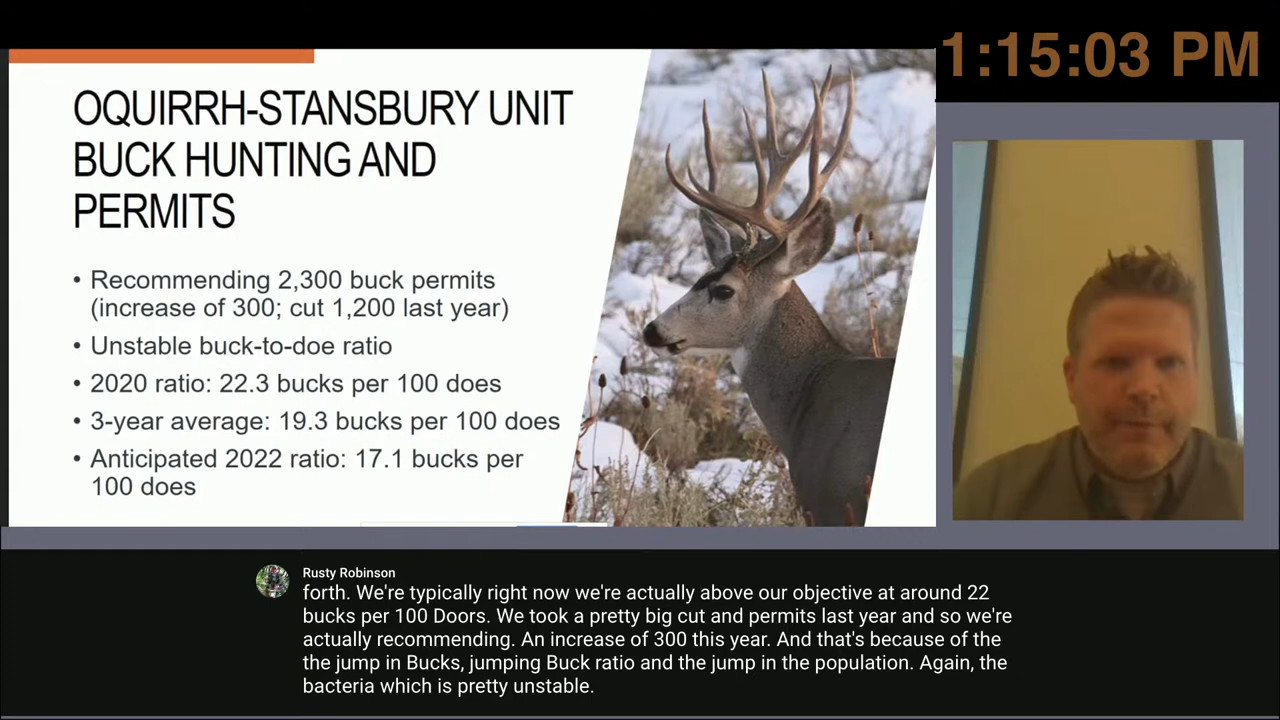 1:15:03 PM
OQUIRRH-STANSBURY UNIT
BUCK HUNTING AND
PERMITS
• Recommending 2,300 buck permits
(increase of 300; cut 1,200 last year)
• Unstable buck-to-doe ratio
• 2020 ratio: 22.3 bucks per 100 does
• 3-year average: 19.3 bucks per 100 does
• Anticipated 2022 ratio: 17.1 bucks per
100 does
Rusty Robinson
forth. We're typically right now we're actually above our objective at around 22
bucks per 100 Doors. We took a pretty big cut and permits last year and so we're
actually recommending. An increase of 300 this year. And that's because of the
the jump in Bucks, jumping Buck ratio and the jump in the population. Again, the
bacteria which is pretty unstable.